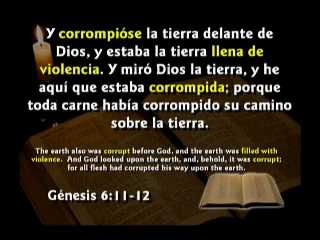 Y corrompióse la tierra delante de
Dios, y estaba la tierra llena de
violencia. Y miró Dios la tierra, y he
aquí que estaba corrompida; porque
toda carne había corrompido su camino
sobre la tierra.
The earth also was corrupt before God, and the earth was filled with
violence. And God looked upon the earth, and, behold, it was corrupt;
for all flesh had corrupted his way upon the earth.
Génesis 6:11-12